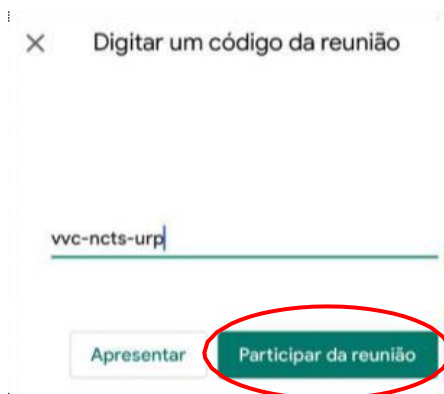 Digitar um código da reunião
vvc-ncts-urp
Apresentar
Participar da reunião